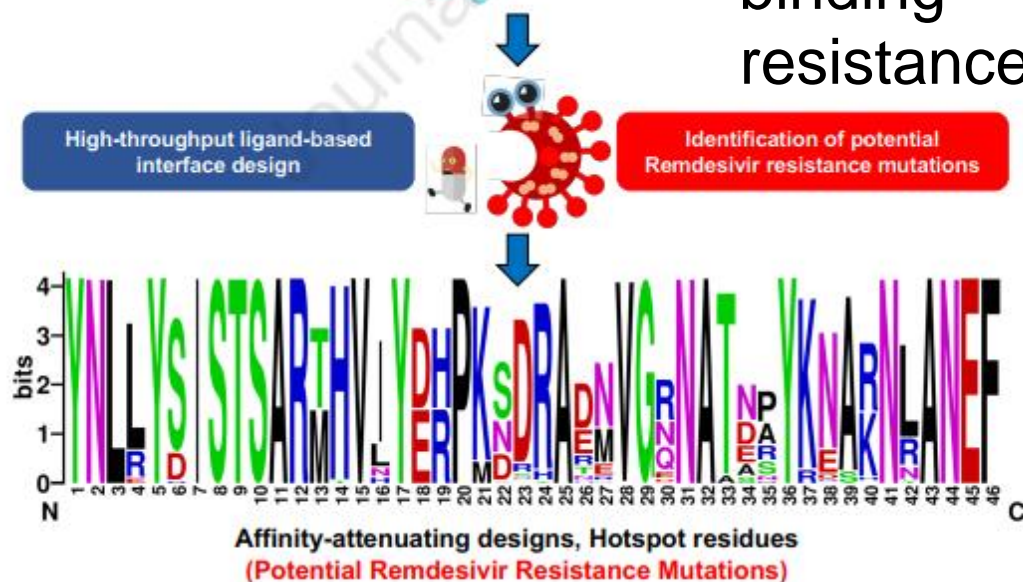 binding
resistance
Journa
High-throughput ligand-based
interface design
Identification of potential
Remdesivir resistance mutations
bits
4
3
2
1
0
1 2 3 4 5 6 7 8 9 10 11 12 13 14 15 16 17 18 19 20 21 22 23 24 25 26 27 28 29 30 31 32 33 34 35 36 37 38 39 40 41 42 43 44 45 46
N
C
YNLLYSISTSARTHVIYDHPKSDRADNVGRNATNPYKNARNLANEF
R D M L E R M N E M N D A K R
D Q E R N
Affinity-attenuating designs, Hotspot residues
(Potential Remdesivir Resistance Mutations)